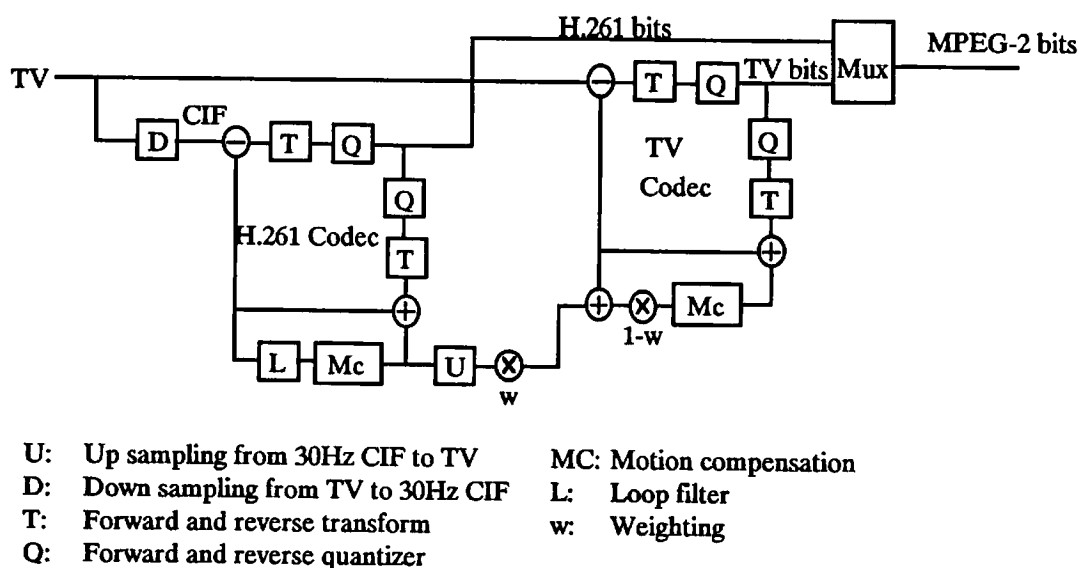 H.261 bits
MPEG-2 bits
TV
T
Q
TV bits
Mux
CIF
D
T
Q
Q
TV
Codec
Q
T
H.261 Codec
T
Mc
1-w
L
Mc
U
w
U: Up sampling from 30Hz CIF to TV
D: Down sampling from TV to 30Hz CIF
T: Forward and reverse transform
Q: Forward and reverse quantizer
MC: Motion compensation
L: Loop filter
w: Weighting